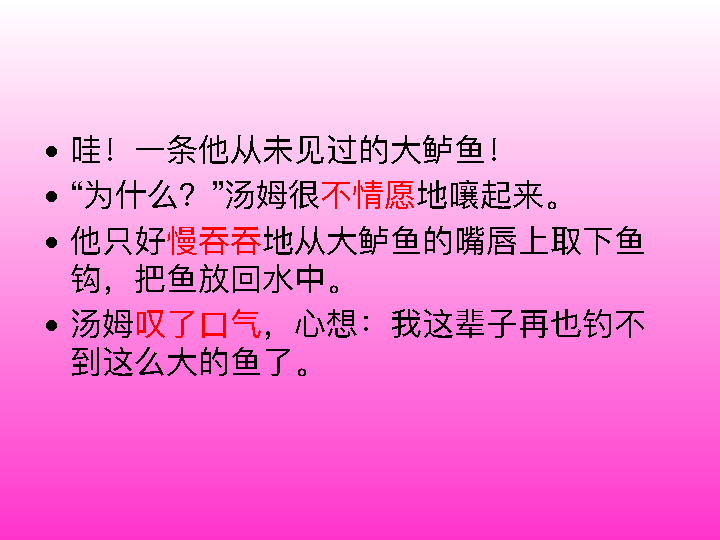 • 哇！一条他从未见过的大鲈鱼！
• “为什么？”汤姆很不情愿地嚷起来。
• 他只好慢吞吞地从大鲈鱼的嘴唇上取下鱼
钩，把鱼放回水中。
• 汤姆叹了口气，心想：我这辈子再也钓不
到这么大的鱼了。